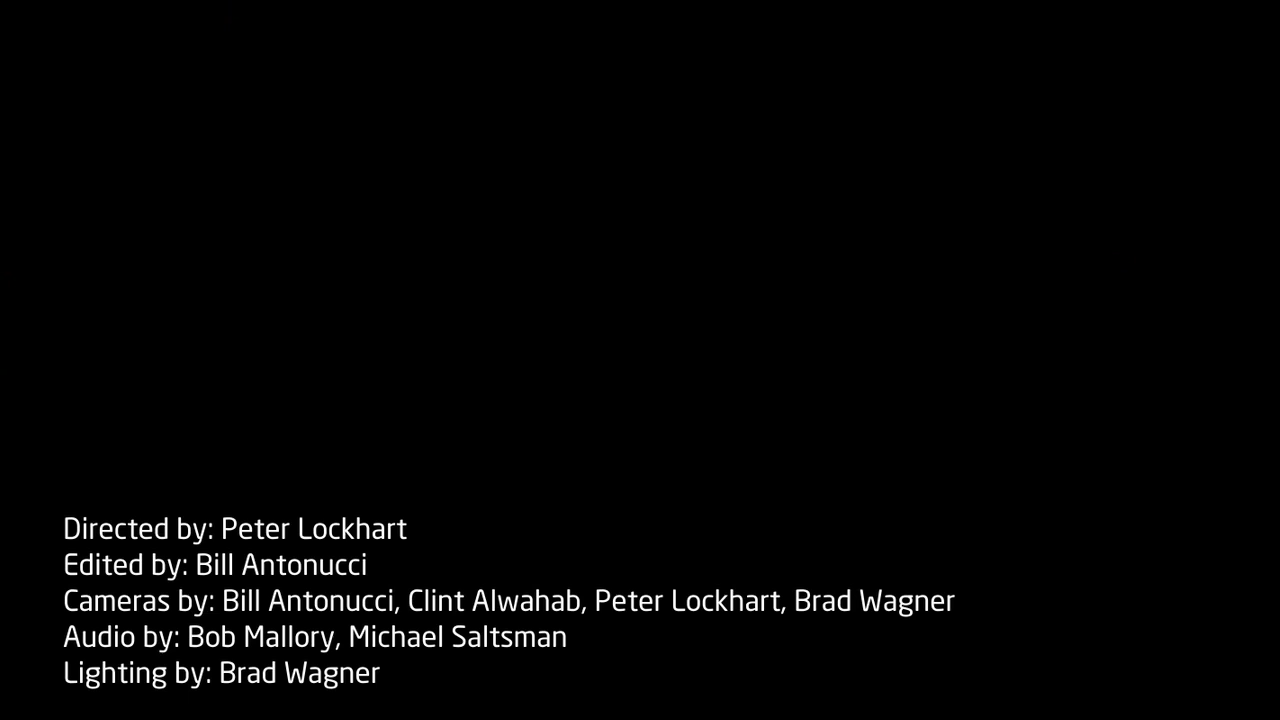 Directed by: Peter Lockhart
Edited by: Bill Antonucci
Cameras by: Bill Antonucci, Clint Alwahab, Peter Lockhart, Brad Wagner
Audio by: Bob Mallory, Michael Saltsman
Lighting by: Brad Wagner